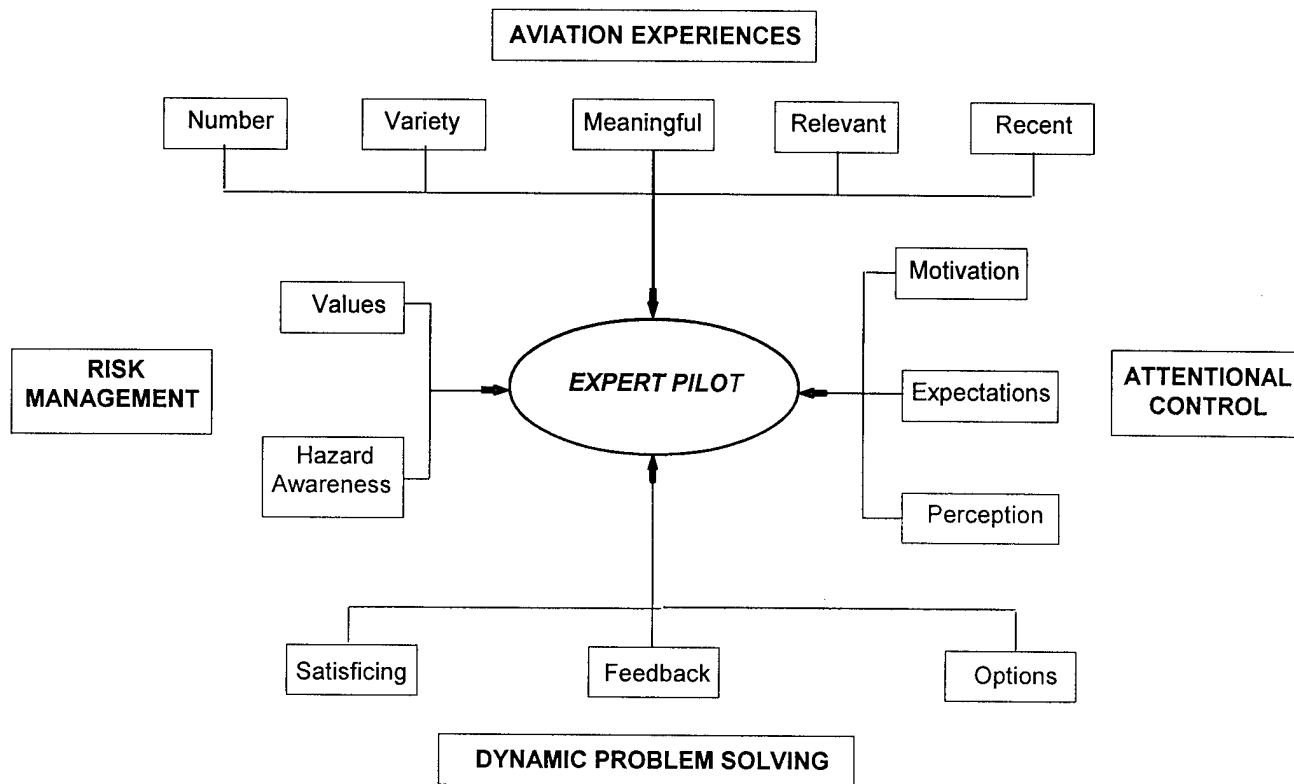 AVIATION EXPERIENCES
Number
Variety
Meaningful
Relevant
Recent
Motivation
Values
RISK
MANAGEMENT
EXPERT PILOT
Expectations
ATTENTIONAL
CONTROL
Hazard
Awareness
Perception
Satisficing
Feedback
Options
DYNAMIC PROBLEM SOLVING